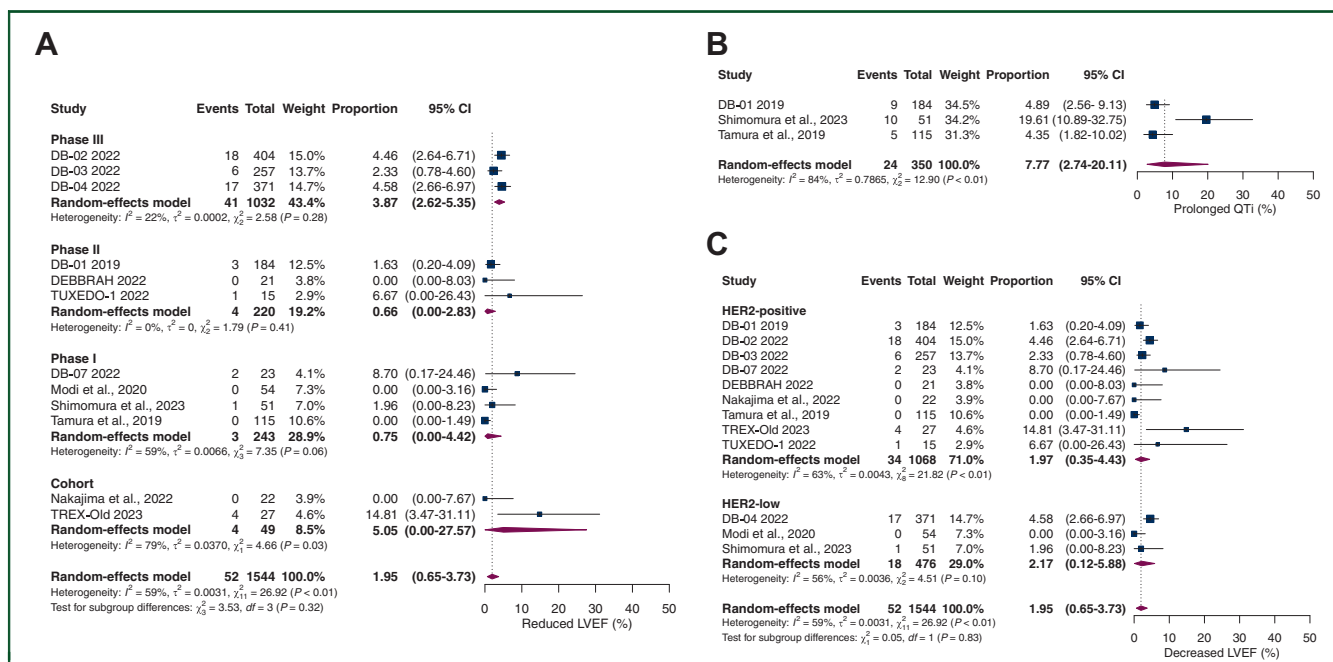 A
Study Events Total Weight Proportion 95% CI
Phase III
DB-02 2022 18 404 15.0% 4.46 (2.64-6.71)
DB-03 2022 6 257 13.7% 2.33 (0.78-4.60)
DB-04 2022 17 371 14.7% 4.58 (2.66-6.97)
Random-effects model 41 1032 43.4% 3.87 (2.62-5.35)
Heterogeneity: I² = 22%, τ² = 0.0002, χ²₂ = 2.58 (P = 0.28)
Phase II
DB-01 2019 3 184 12.5% 1.63 (0.20-4.09)
DEBBRAH 2022 0 21 3.8% 0.00 (0.00-8.03)
TUXEDO-1 2022 1 15 2.9% 6.67 (0.00-26.43)
Random-effects model 4 220 19.2% 0.66 (0.00-2.83)
Heterogeneity: I² = 0%, τ² = 0, χ²₂ = 1.79 (P = 0.41)
Phase I
DB-07 2022 2 23 4.1% 8.70 (0.17-24.46)
Modi et al., 2020 0 54 7.3% 0.00 (0.00-3.16)
Shimomura et al., 2023 1 51 7.0% 1.96 (0.00-8.23)
Tamura et al., 2019 0 115 10.6% 0.00 (0.00-1.49)
Random-effects model 3 243 28.9% 0.75 (0.00-4.42)
Heterogeneity: I² = 59%, τ² = 0.0066, χ²₃ = 7.35 (P = 0.06)
Cohort
Nakajima et al., 2022 0 22 3.9% 0.00 (0.00-7.67)
TREX-Old 2023 4 27 4.6% 14.81 (3.47-31.11)
Random-effects model 4 49 8.5% 5.05 (0.00-27.57)
Heterogeneity: I² = 79%, τ² = 0.0370, χ²₁ = 4.66 (P = 0.03)
Random-effects model 52 1544 100.0% 1.95 (0.65-3.73)
Heterogeneity: I² = 59%, τ² = 0.0031, χ²₁₁ = 26.92 (P < 0.01)
Test for subgroup differences: χ²₃ = 3.53, df = 3 (P = 0.32)
0 10 20 30 40 50
Reduced LVEF (%)
B
Study Events Total Weight Proportion 95% CI
DB-01 2019 9 184 34.5% 4.89 (2.56- 9.13)
Shimomura et al., 2023 10 51 34.2% 19.61 (10.89-32.75)
Tamura et al., 2019 5 115 31.3% 4.35 (1.82-10.02)
Random-effects model 24 350 100.0% 7.77 (2.74-20.11)
Heterogeneity: I² = 84%, τ² = 0.7865, χ²₂ = 12.90 (P < 0.01)
0 10 20 30 40 50
Prolonged QTi (%)
C
Study Events Total Weight Proportion 95% CI
HER2-positive
DB-01 2019 3 184 12.5% 1.63 (0.20-4.09)
DB-02 2022 18 404 15.0% 4.46 (2.64-6.71)
DB-03 2022 6 257 13.7% 2.33 (0.78-4.60)
DB-07 2022 2 23 4.1% 8.70 (0.17-24.46)
DEBBRAH 2022 0 21 3.8% 0.00 (0.00-8.03)
Nakajima et al., 2022 0 22 3.9% 0.00 (0.00-7.67)
Tamura et al., 2019 0 115 10.6% 0.00 (0.00-1.49)
TREX-Old 2023 4 27 4.6% 14.81 (3.47-31.11)
TUXEDO-1 2022 1 15 2.9% 6.67 (0.00-26.43)
Random-effects model 34 1068 71.0% 1.97 (0.35-4.43)
Heterogeneity: I² = 63%, τ² = 0.0043, χ²₈ = 21.82 (P < 0.01)
HER2-low
DB-04 2022 17 371 14.7% 4.58 (2.66-6.97)
Modi et al., 2020 0 54 7.3% 0.00 (0.00-3.16)
Shimomura et al., 2023 1 51 7.0% 1.96 (0.00-8.23)
Random-effects model 18 476 29.0% 2.17 (0.12-5.88)
Heterogeneity: I² = 56%, τ² = 0.0036, χ²₂ = 4.51 (P = 0.10)
Random-effects model 52 1544 100.0% 1.95 (0.65-3.73)
Heterogeneity: I² = 59%, τ² = 0.0031, χ²₁₁ = 26.92 (P < 0.01)
Test for subgroup differences: χ²₁ = 0.05, df = 1 (P = 0.83)
0 10 20 30 40 50
Decreased LVEF (%)